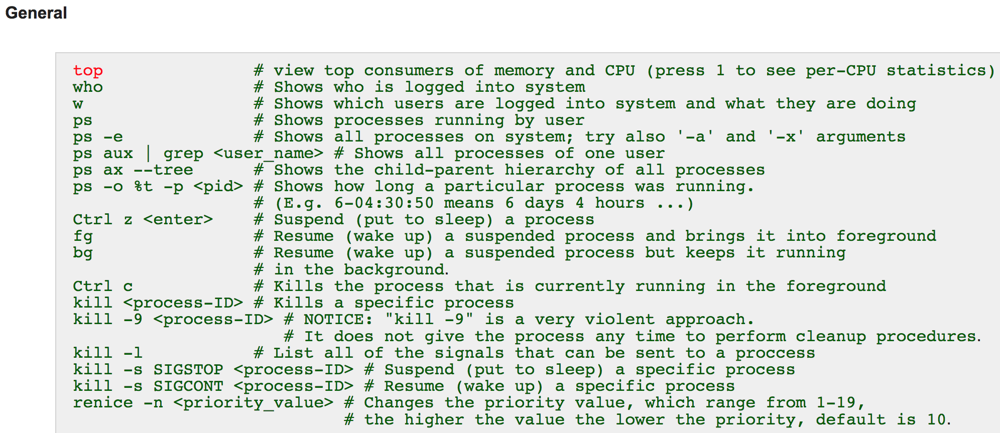 General
top               # view top consumers of memory and CPU (press 1 to see per-CPU statistics)
who               # Shows who is logged into system
w                 # Shows which users are logged into system and what they are doing
ps                # Shows processes running by user
ps -e             # Shows all processes on system; try also '-a' and '-x' arguments
ps aux | grep <user_name> # Shows all processes of one user
ps ax --tree      # Shows the child-parent hierarchy of all processes
ps -o %t -p <pid> # Shows how long a particular process was running.
                  # (E.g. 6-04:30:50 means 6 days 4 hours ...)
Ctrl z <enter>    # Suspend (put to sleep) a process
fg                # Resume (wake up) a suspended process and brings it into foreground
bg                # Resume (wake up) a suspended process but keeps it running
                  # in the background.
Ctrl c            # Kills the process that is currently running in the foreground
kill <process-ID> # Kills a specific process
kill -9 <process-ID> # NOTICE: "kill -9" is a very violent approach.
                     # It does not give the process any time to perform cleanup procedures.
kill -l           # List all of the signals that can be sent to a proccess
kill -s SIGSTOP <process-ID> # Suspend (put to sleep) a specific process
kill -s SIGCONT <process-ID> # Resume (wake up) a specific process
renice -n <priority_value> # Changes the priority value, which range from 1-19,
                           # the higher the value the lower the priority, default is 10.